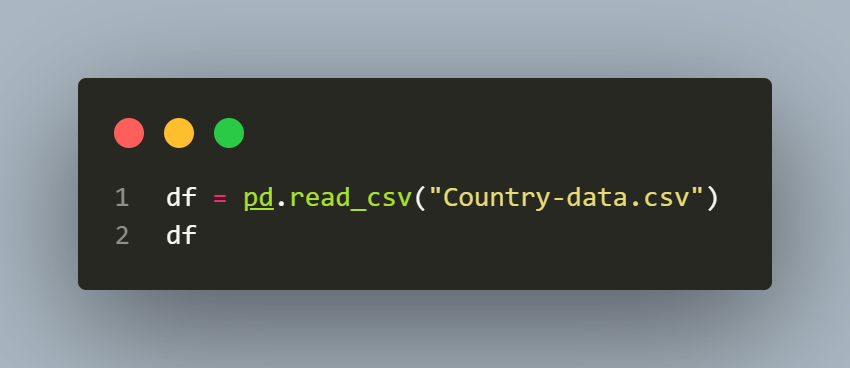 1 df = pd.read_csv("Country-data.csv")
2 df